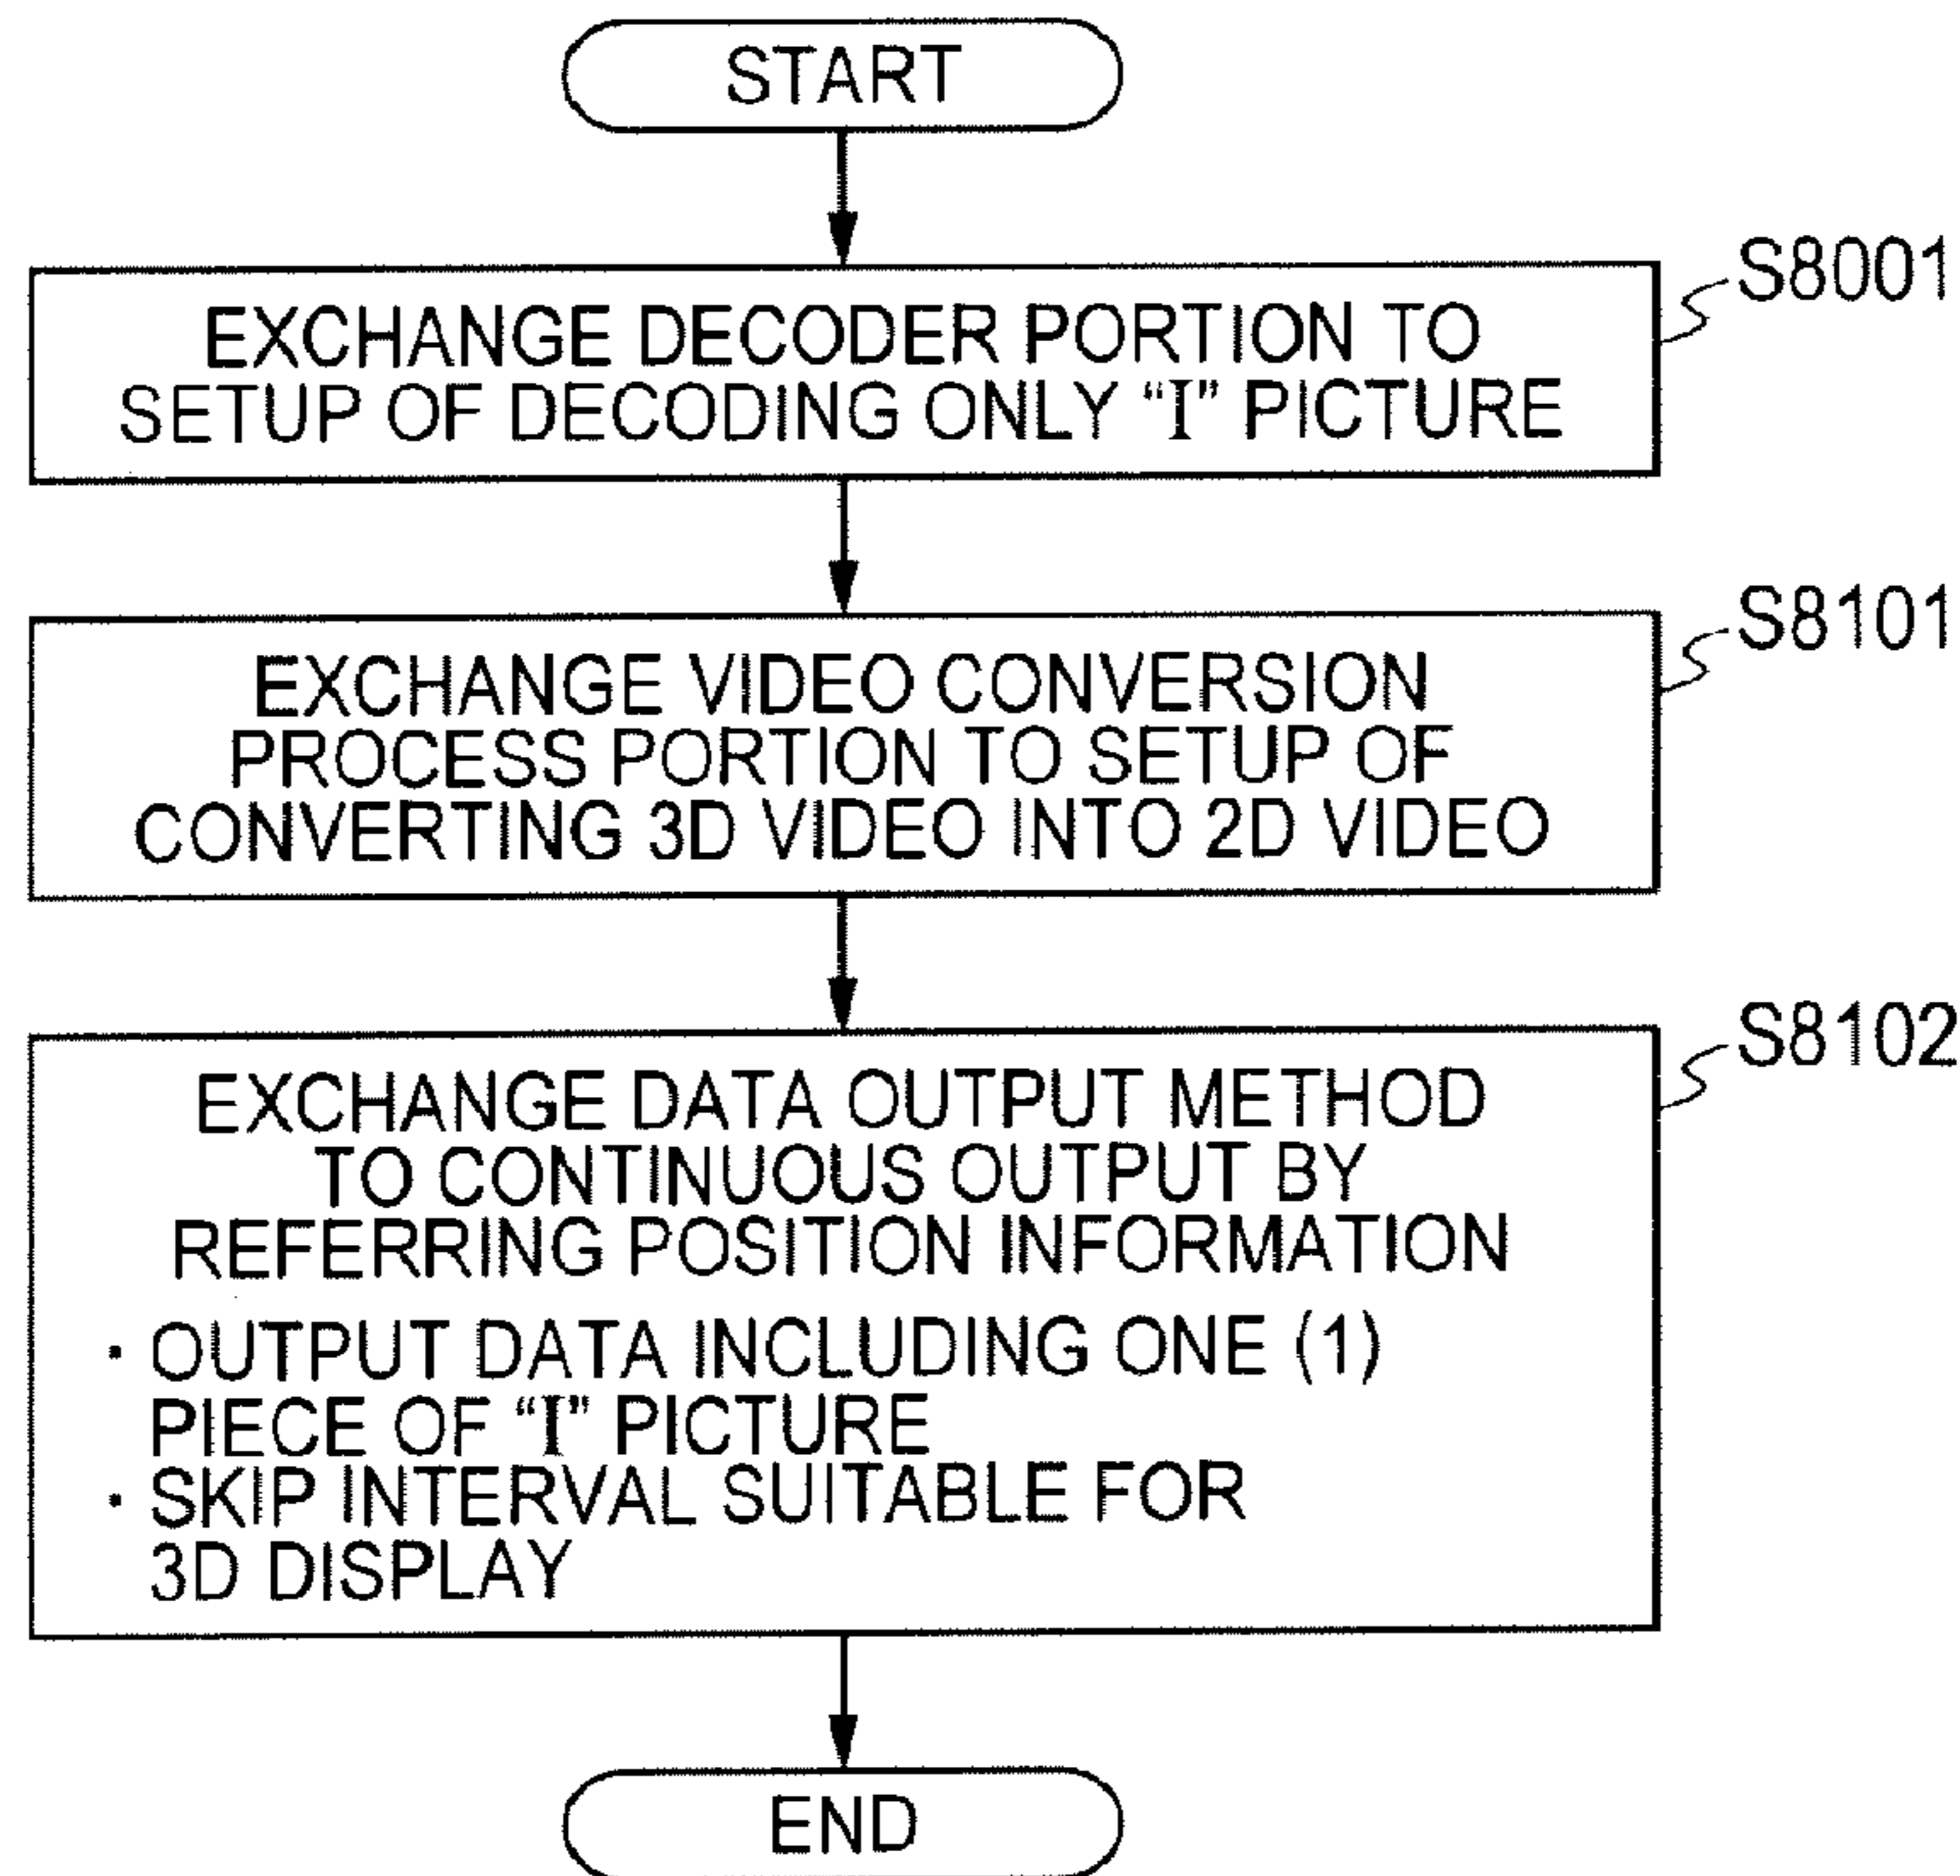 START
S8001
EXCHANGE DECODER PORTION TO
SETUP OF DECODING ONLY “I” PICTURE
S8101
EXCHANGE VIDEO CONVERSION
PROCESS PORTION TO SETUP OF
CONVERTING 3D VIDEO INTO 2D VIDEO
S8102
EXCHANGE DATA OUTPUT METHOD
TO CONTINUOUS OUTPUT BY
REFERRING POSITION INFORMATION
· OUTPUT DATA INCLUDING ONE (1)
PIECE OF “I” PICTURE
· SKIP INTERVAL SUITABLE FOR
3D DISPLAY
END